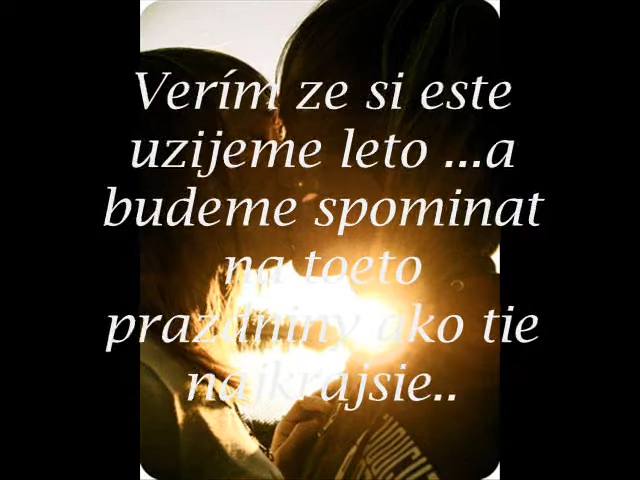 Verím ze si este
uzijeme leto ...a
budeme spominat
na toeto
prazdniny ako tie
najkrajsie..